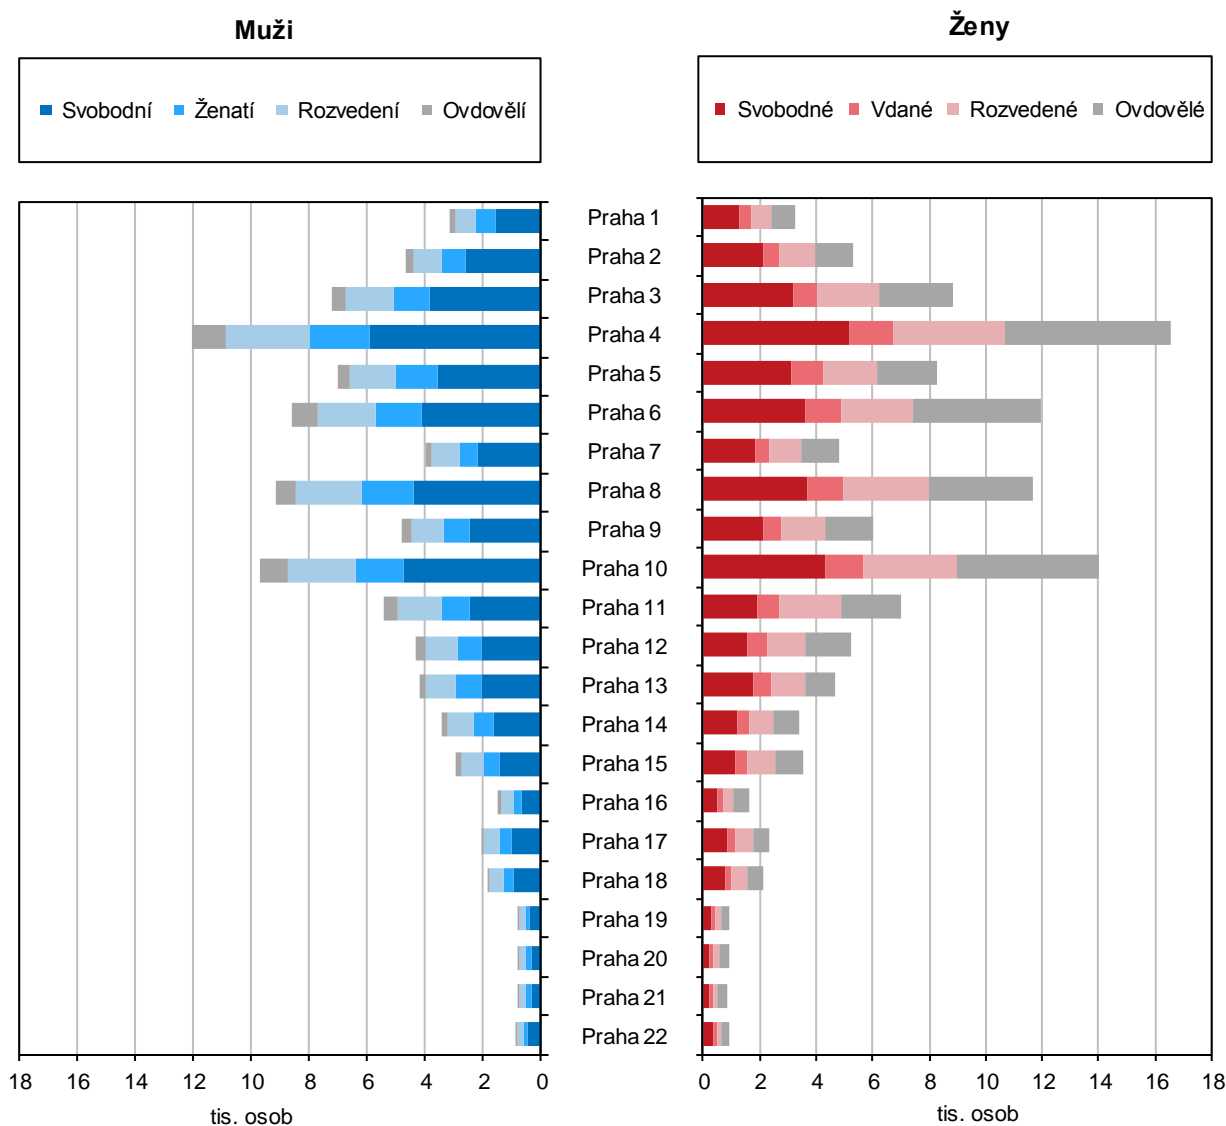 Muži
Ženy
Svobodní Ženatí Rozvedení Ovdovělí
Svobodné Vdané Rozvedené Ovdovělé
Praha 1
Praha 2
Praha 3
Praha 4
Praha 5
Praha 6
Praha 7
Praha 8
Praha 9
Praha 10
Praha 11
Praha 12
Praha 13
Praha 14
Praha 15
Praha 16
Praha 17
Praha 18
Praha 19
Praha 20
Praha 21
Praha 22
18 16 14 12 10 8 6 4 2 0
0 2 4 6 8 10 12 14 16 18
tis. osob
tis. osob